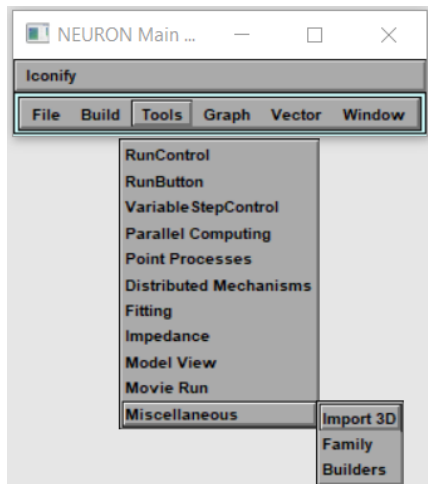 NEURON Main ...
Iconify
File Build Tools Graph Vector Window
RunControl
RunButton
VariableStepControl
Parallel Computing
Point Processes
Distributed Mechanisms
Fitting
Impedance
Model View
Movie Run
Miscellaneous
Import 3D
Family
Builders